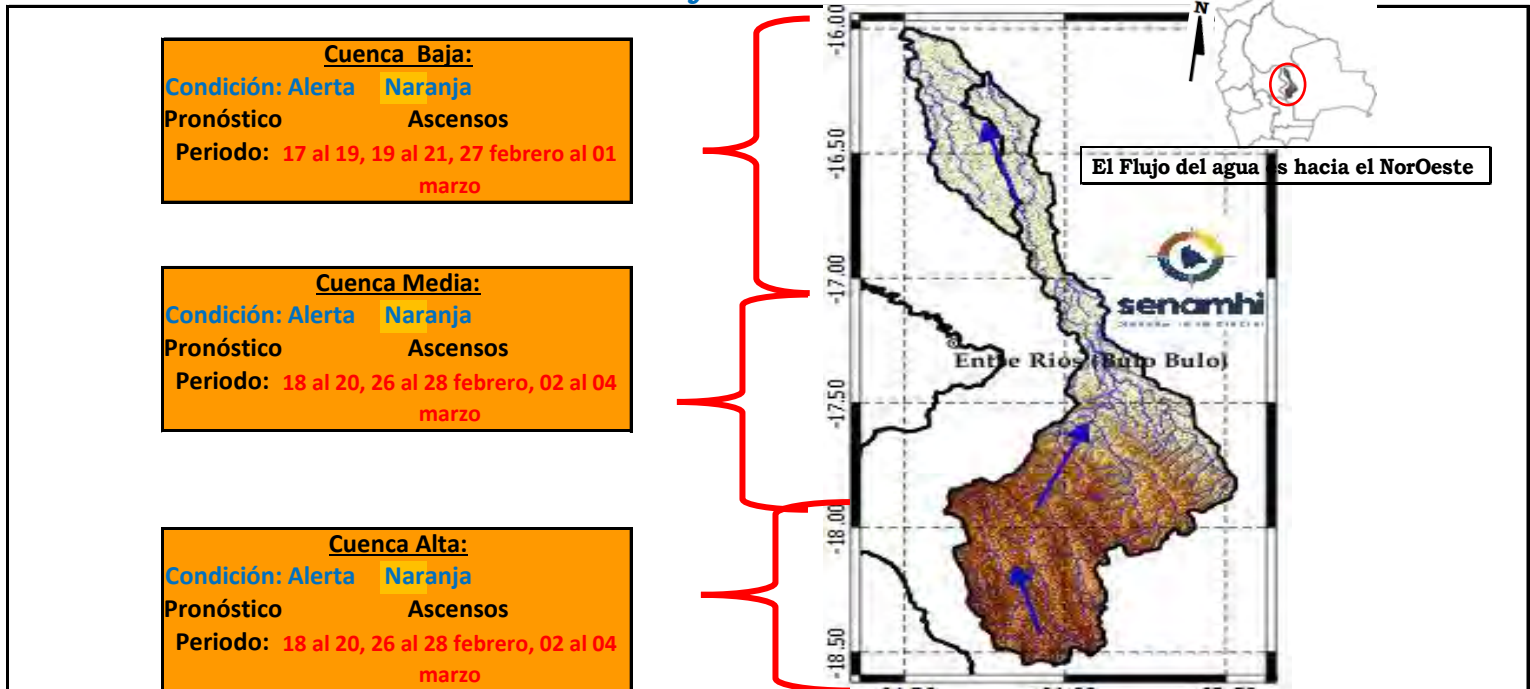 Cuenca Baja:
Condición: Alerta Naranja
Pronóstico Ascensos
Periodo: 17 al 19, 19 al 21, 27 febrero al 01
marzo
Cuenca Media:
Condición: Alerta Naranja
Pronóstico Ascensos
Periodo: 18 al 20, 26 al 28 febrero, 02 al 04
marzo
Cuenca Alta:
Condición: Alerta Naranja
Pronóstico Ascensos
Periodo: 18 al 20, 26 al 28 febrero, 02 al 04
marzo
N
El Flujo del agua es hacia el NorOeste
senamhi
Entre Rios (Bulo Bulo)
-16.00
-16.50
-17.00
-17.50
-18.00
-18.50